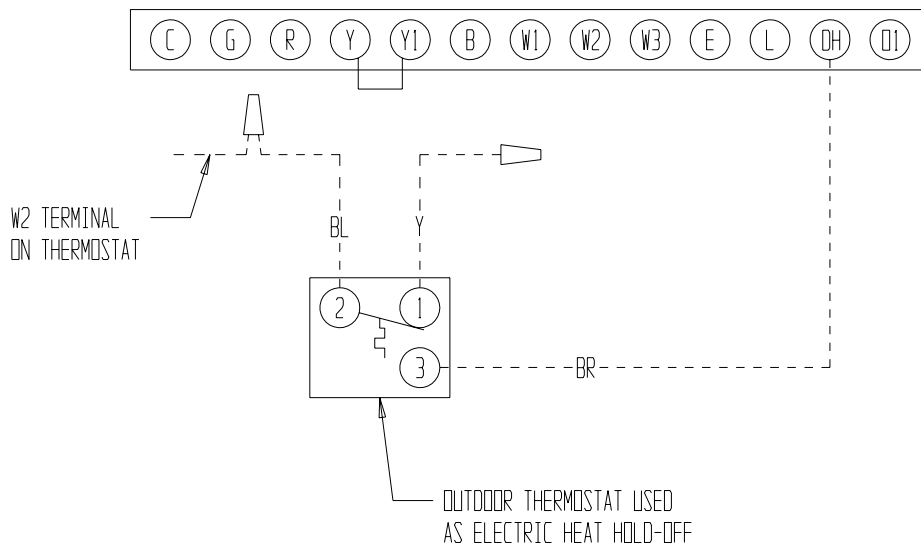 C G R Y Y1 B W1 W2 W3 E L DH O1
W2 TERMINAL
ON THERMOSTAT
BL
Y
2
1
3
BR
OUTDOOR THERMOSTAT USED
AS ELECTRIC HEAT HOLD-OFF